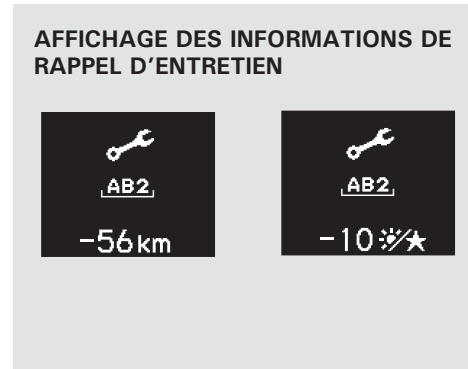 AFFICHAGE DES INFORMATIONS DE
RAPPEL D’ENTRETIEN
AB2
-56km
AB2
-10